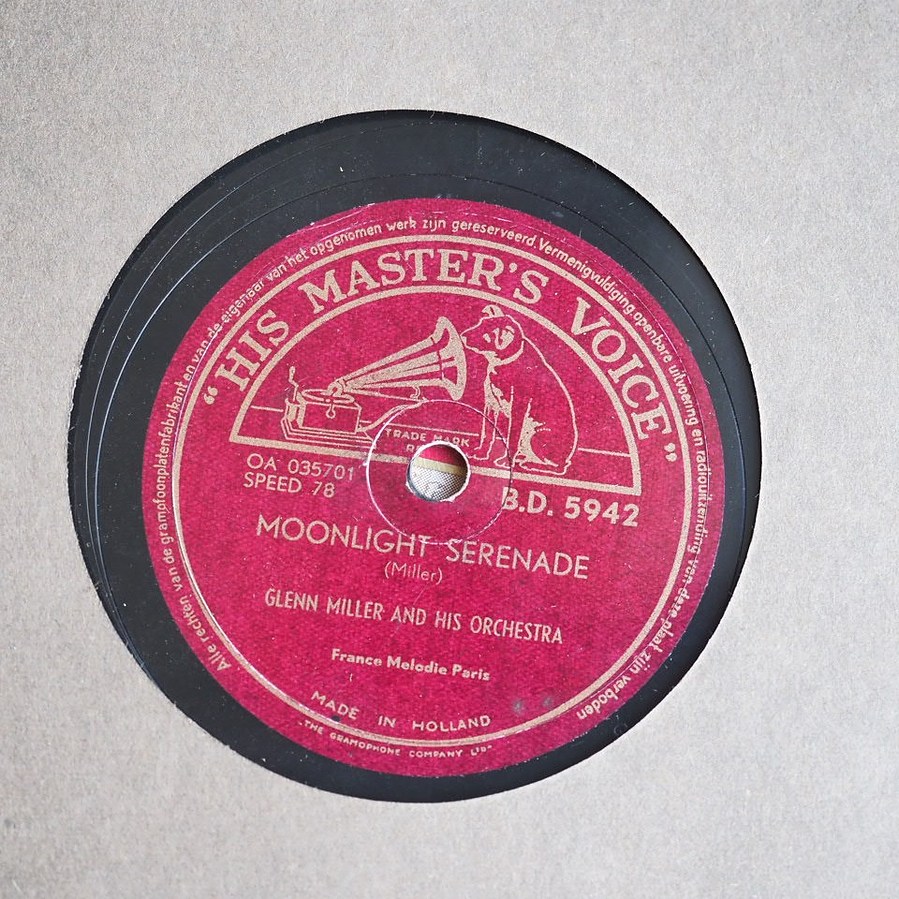 Alle rechten van de gramofoonplatenfabrikant en van de eigenaar van het opgenomen werk zijn gereserveerd. Vermenigvuldiging, openbare uitvoering en radiouitzending van deze plaat zijn verboden
“HIS MASTER'S VOICE”
TRADE MARK
OA 035701
SPEED 78
B.D. 5942
MOONLIGHT SERENADE
(Miller)
GLENN MILLER AND HIS ORCHESTRA
France Melodie Paris
MADE IN HOLLAND
"THE GRAMOPHONE COMPANY LTD"